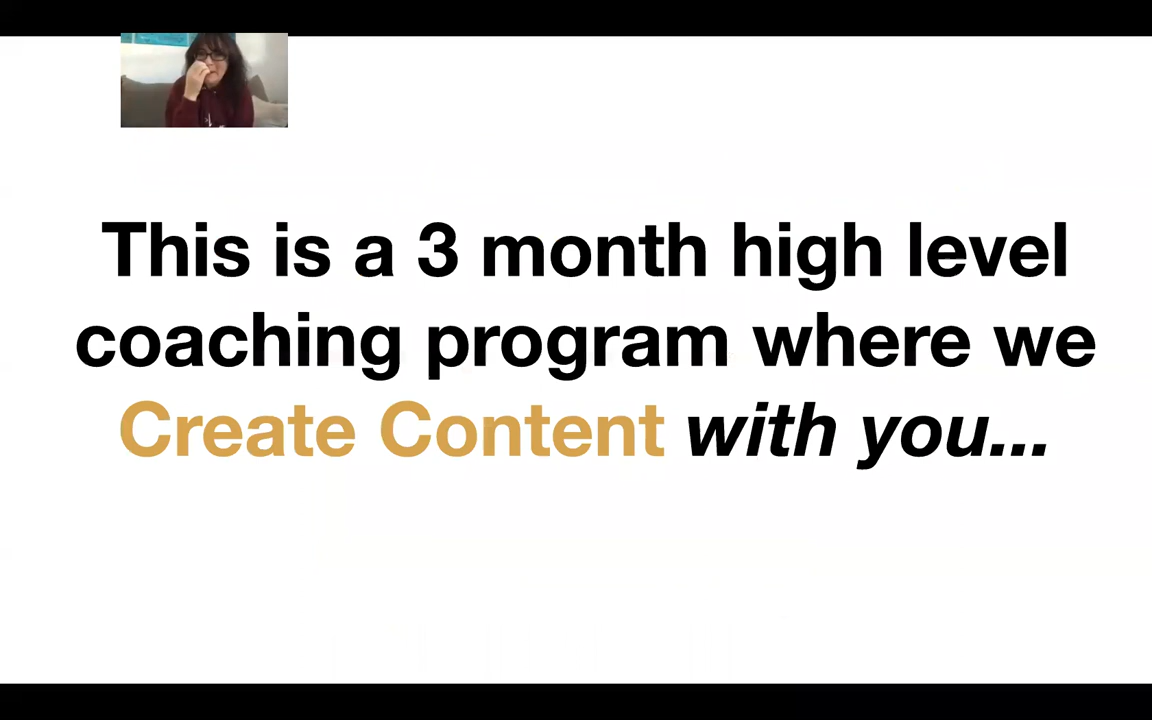 This is a 3 month high level
coaching program where we
Create Content with you...